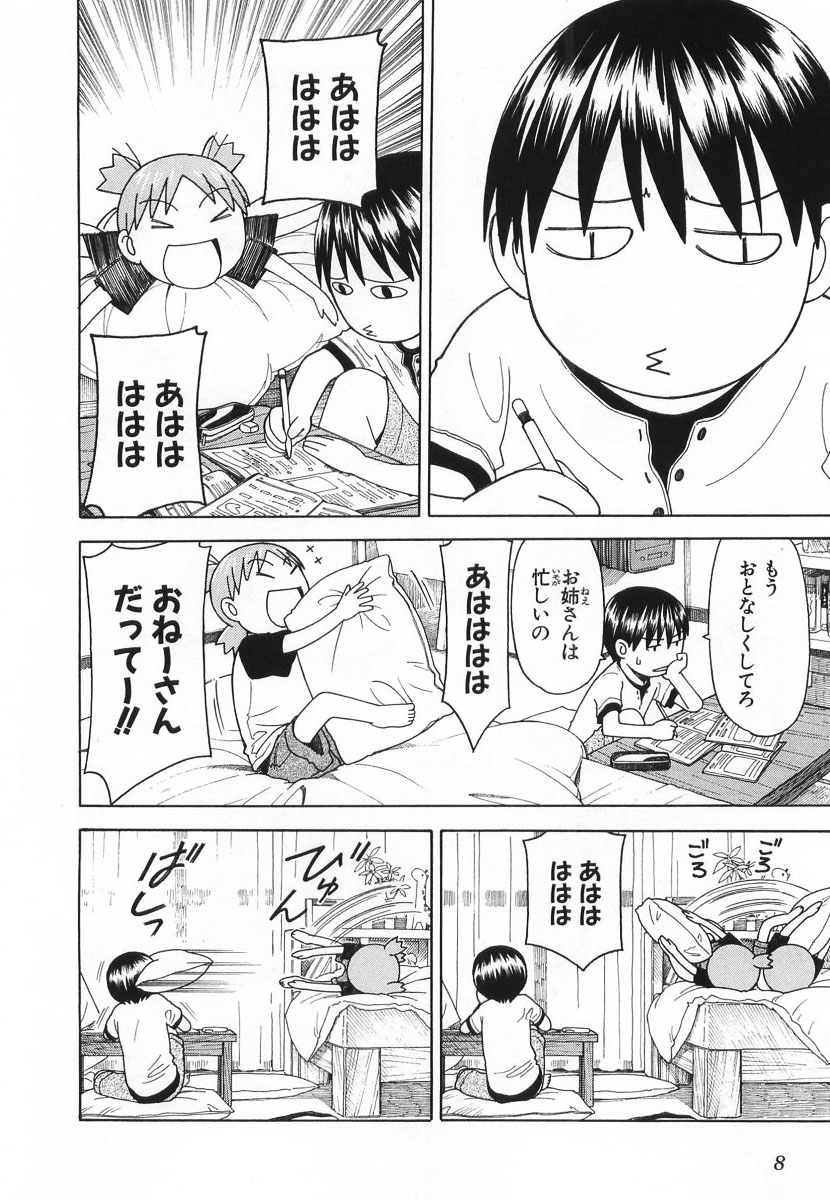 あはは
ははは
あはは
ははは
もう
おとなしくしてろ
お姉さんは
忙しいの
あはははは
おねーさん
だってー!!
ごろ
ごろ
あはは
ははは
びゅん
ばしっ
8